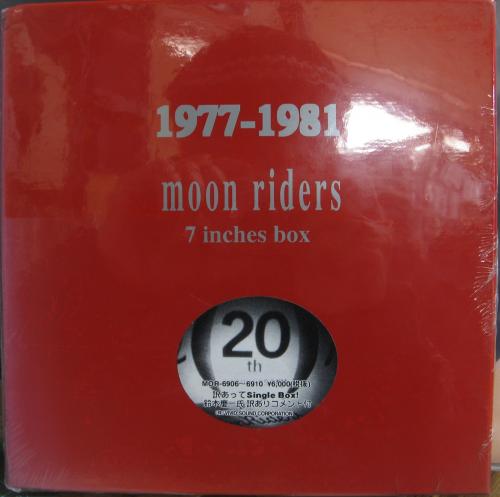 1977-1981
moon riders
7 inches box
20
th
MOR-6906~6910 ¥6,000(税抜)
訳あってSingle Box!
鈴木慶一氏 訳ありコメント付
SOUND CORPORATION